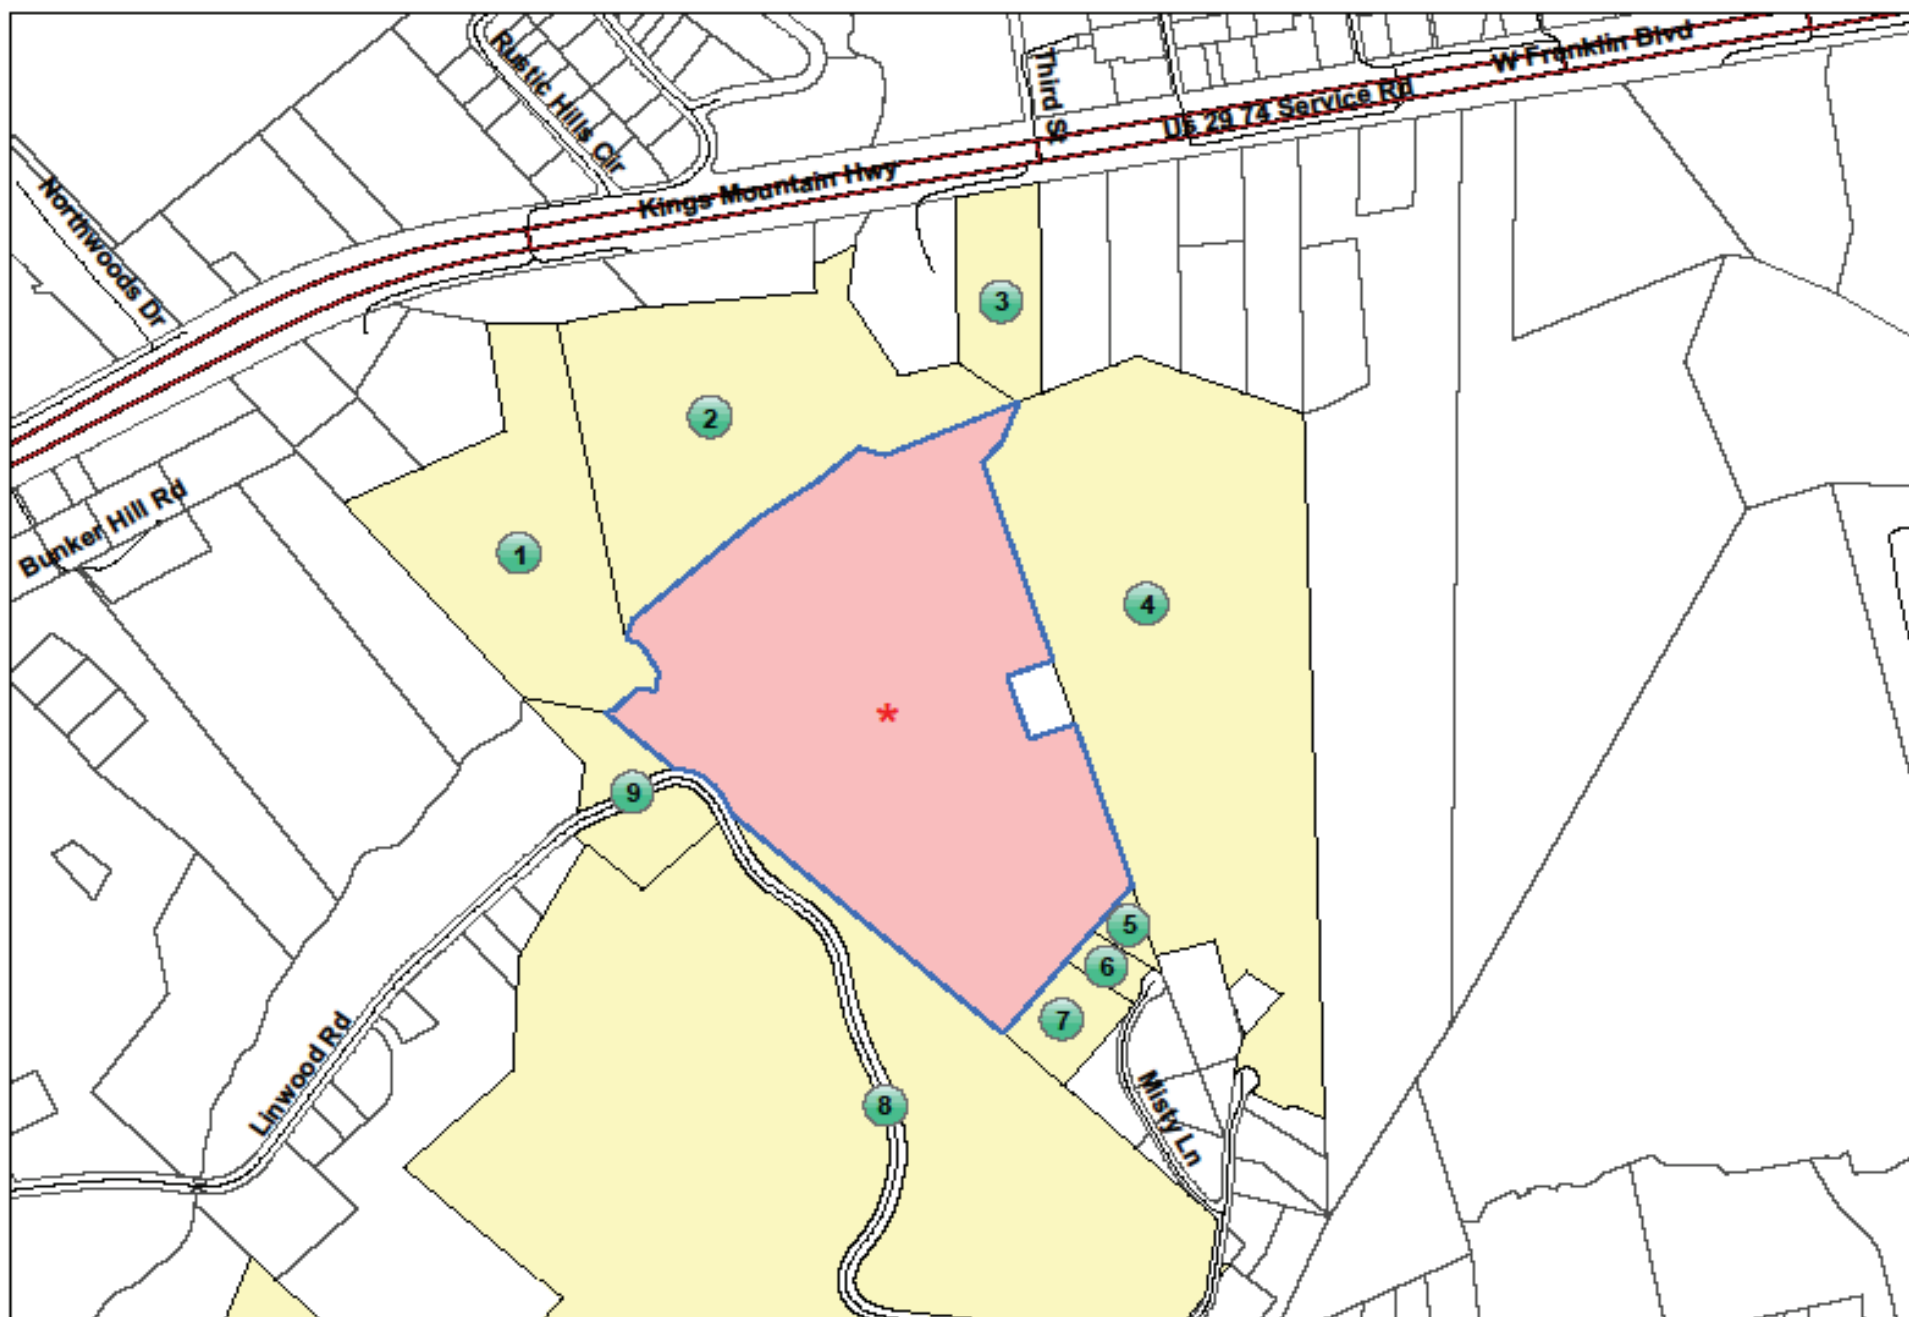 W Franklin Blvd
Us 29 74 Service Rd
Third St
Rustic Hills Cir
Kings Mountain Hwy
Northwoods Dr
3
2
Bunker Hill Rd
1
4
*
9
5
6
7
Linwood Rd
8
Misty Ln